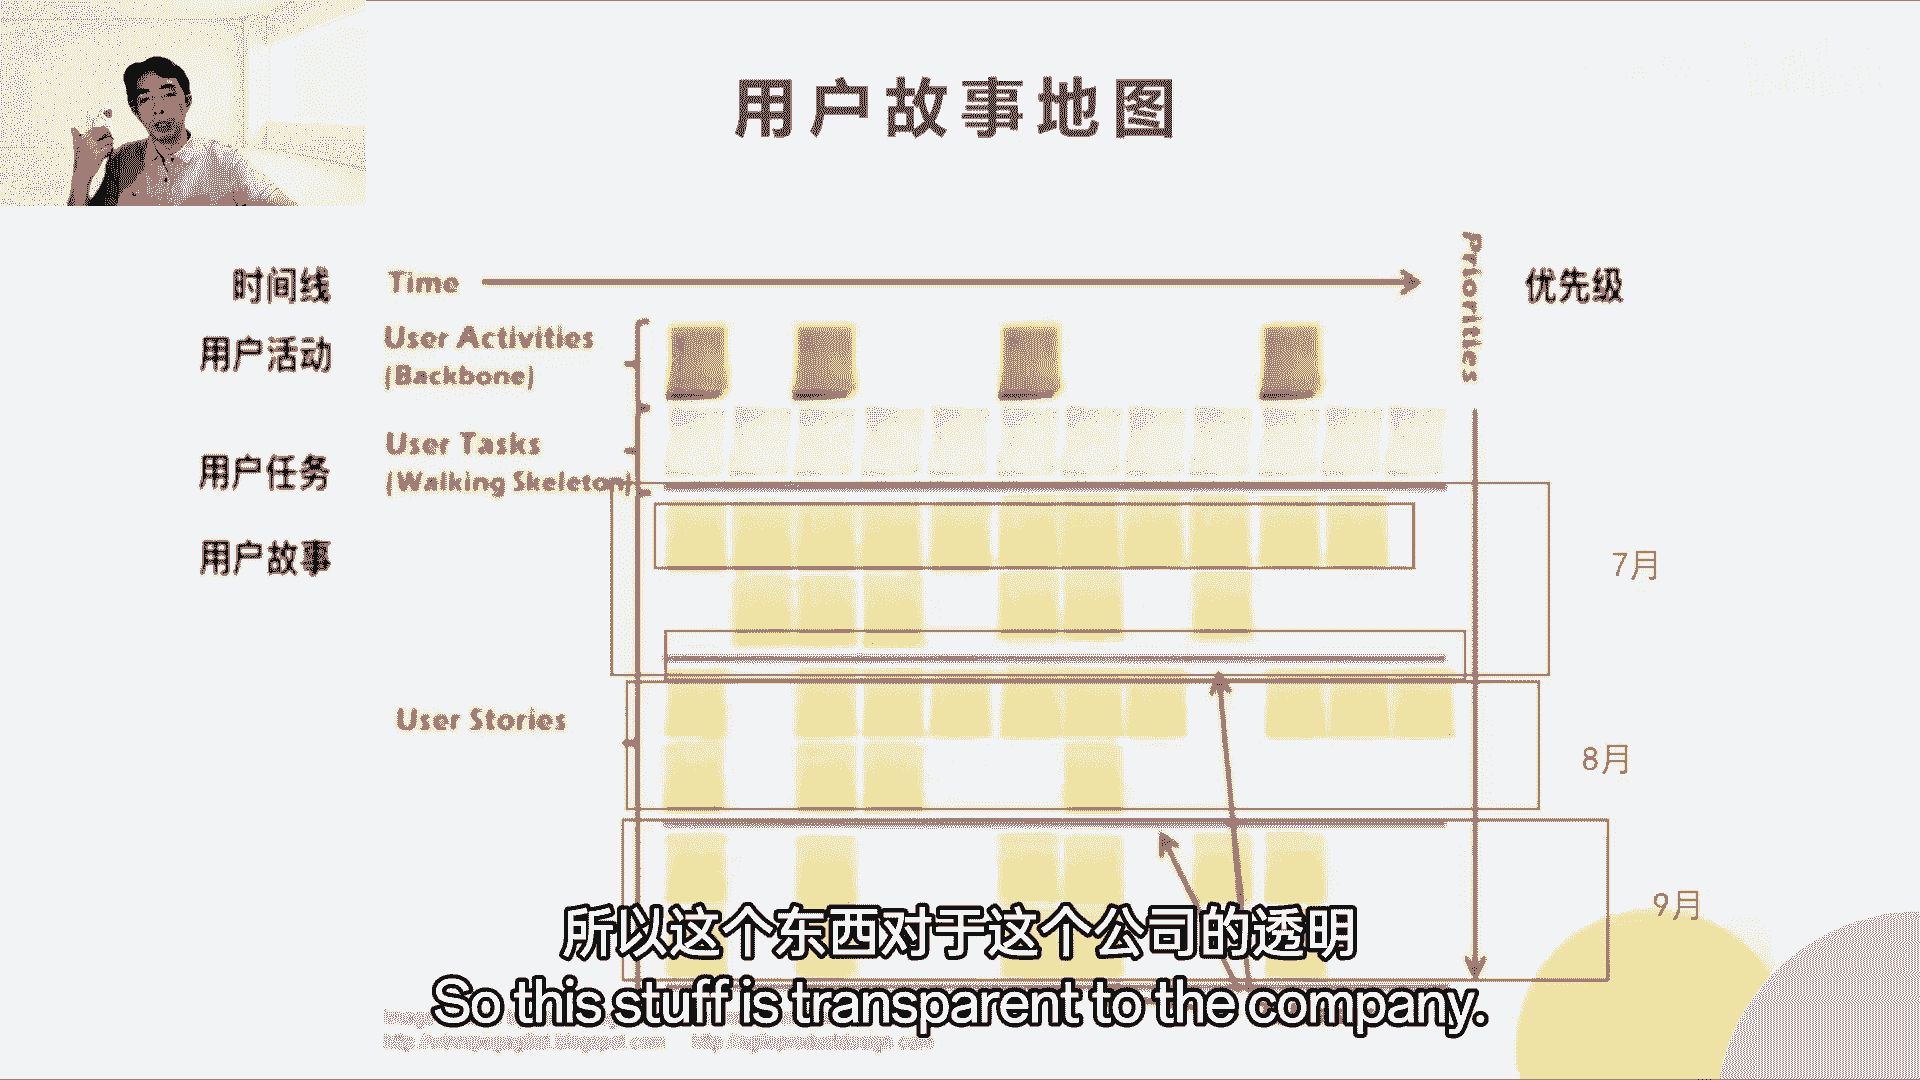 用户故事地图
时间线 Time Priorities 优先级
用户活动 User Activities
(Backbone)
用户任务 User Tasks
(Walking Skeleton)
用户故事
7月
User Stories
8月
9月
所以这个东西对于这个公司的透明
So this stuff is transparent to the company.